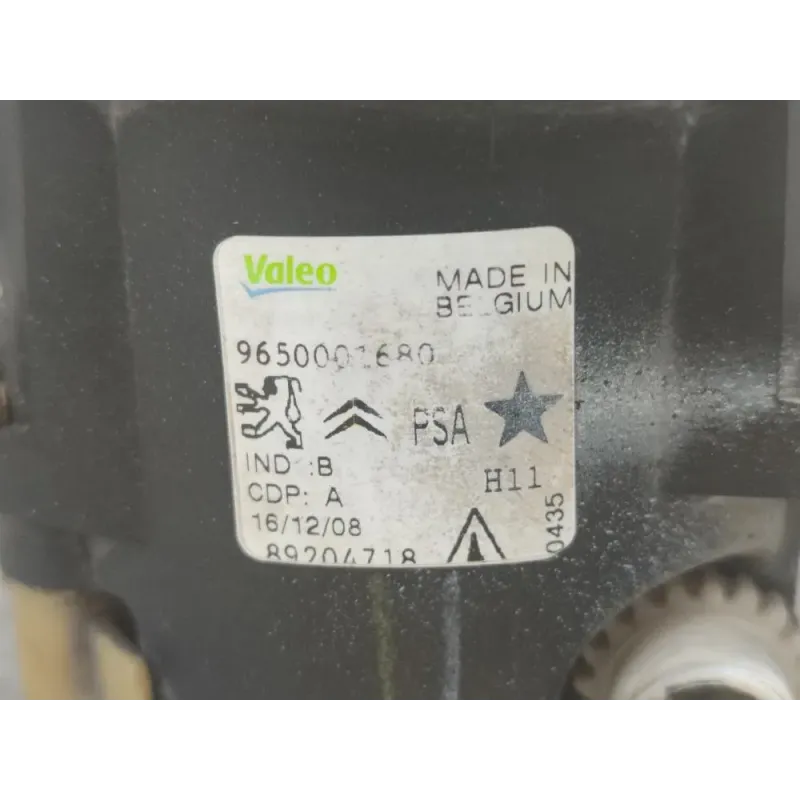 Valeo
MADE IN
BELGIUM
9650001680
PSA
IND :B
H11
CDP: A
16/12/08
89204718
0435